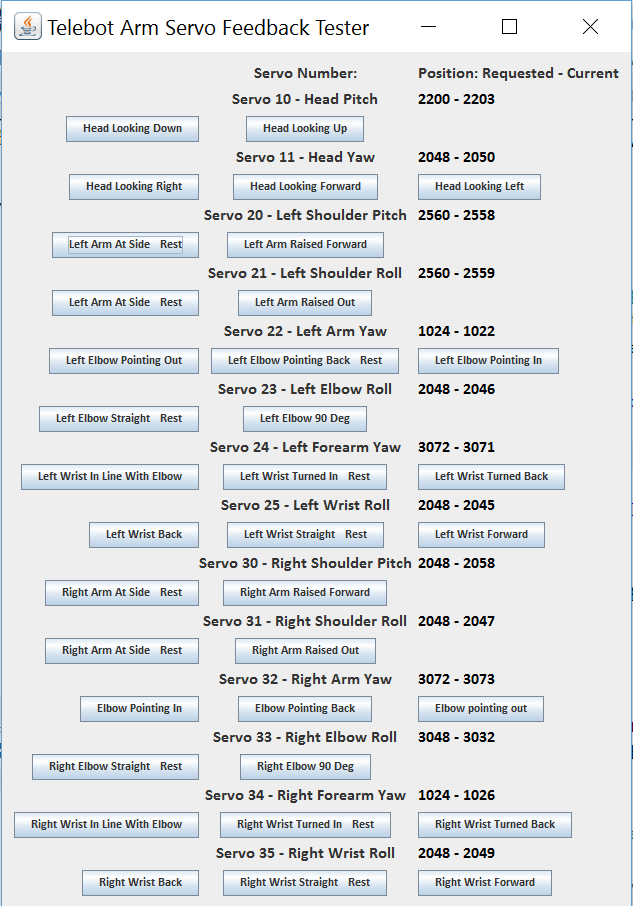 Telebot Arm Servo Feedback Tester
Servo Number: Position: Requested - Current
Servo 10 - Head Pitch 2200 - 2203
Head Looking Down Head Looking Up
Servo 11 - Head Yaw 2048 - 2050
Head Looking Right Head Looking Forward Head Looking Left
Servo 20 - Left Shoulder Pitch 2560 - 2558
Left Arm At Side Rest Left Arm Raised Forward
Servo 21 - Left Shoulder Roll 2560 - 2559
Left Arm At Side Rest Left Arm Raised Out
Servo 22 - Left Arm Yaw 1024 - 1022
Left Elbow Pointing Out Left Elbow Pointing Back Rest Left Elbow Pointing In
Servo 23 - Left Elbow Roll 2048 - 2046
Left Elbow Straight Rest Left Elbow 90 Deg
Servo 24 - Left Forearm Yaw 3072 - 3071
Left Wrist In Line With Elbow Left Wrist Turned In Rest Left Wrist Turned Back
Servo 25 - Left Wrist Roll 2048 - 2045
Left Wrist Back Left Wrist Straight Rest Left Wrist Forward
Servo 30 - Right Shoulder Pitch 2048 - 2058
Right Arm At Side Rest Right Arm Raised Forward
Servo 31 - Right Shoulder Roll 2048 - 2047
Right Arm At Side Rest Right Arm Raised Out
Servo 32 - Right Arm Yaw 3072 - 3073
Elbow Pointing In Elbow Pointing Back Elbow pointing out
Servo 33 - Right Elbow Roll 3048 - 3032
Right Elbow Straight Rest Right Elbow 90 Deg
Servo 34 - Right Forearm Yaw 1024 - 1026
Right Wrist In Line With Elbow Right Wrist Turned In Rest Right Wrist Turned Back
Servo 35 - Right Wrist Roll 2048 - 2049
Right Wrist Back Right Wrist Straight Rest Right Wrist Forward